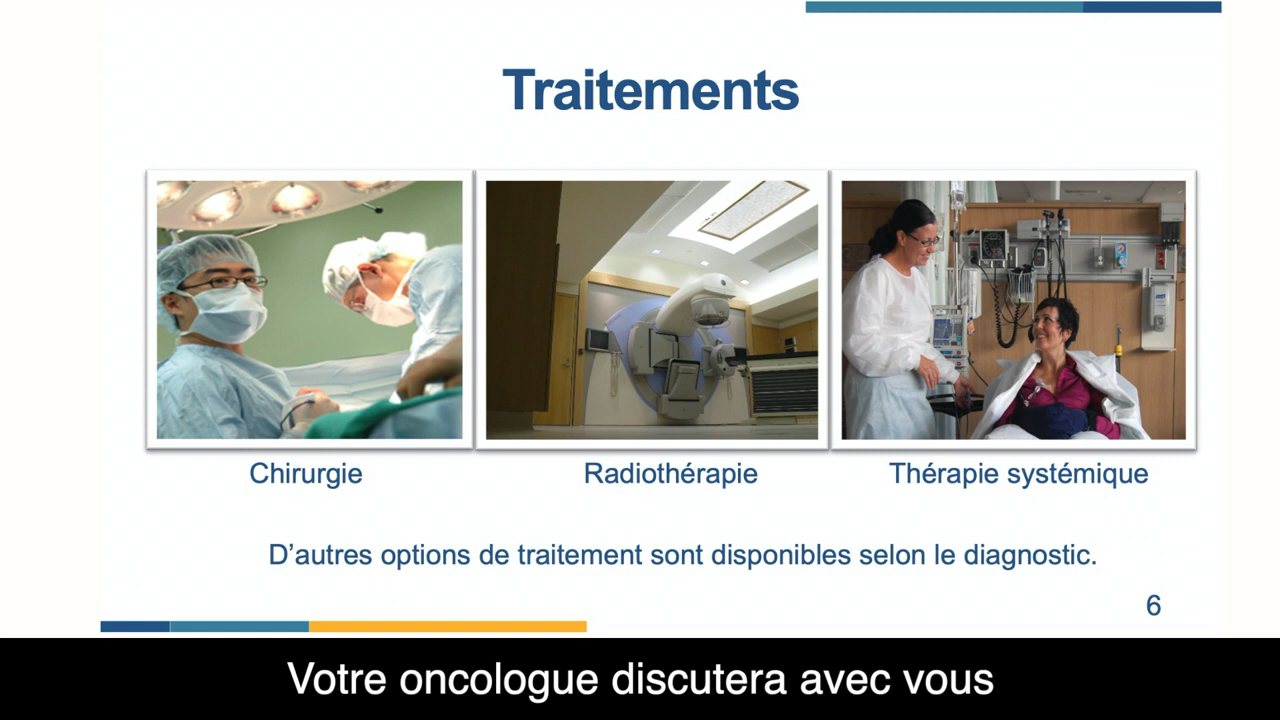 Traitements
Chirurgie
Radiothérapie
Thérapie systémique
D’autres options de traitement sont disponibles selon le diagnostic.
6
Votre oncologue discutera avec vous